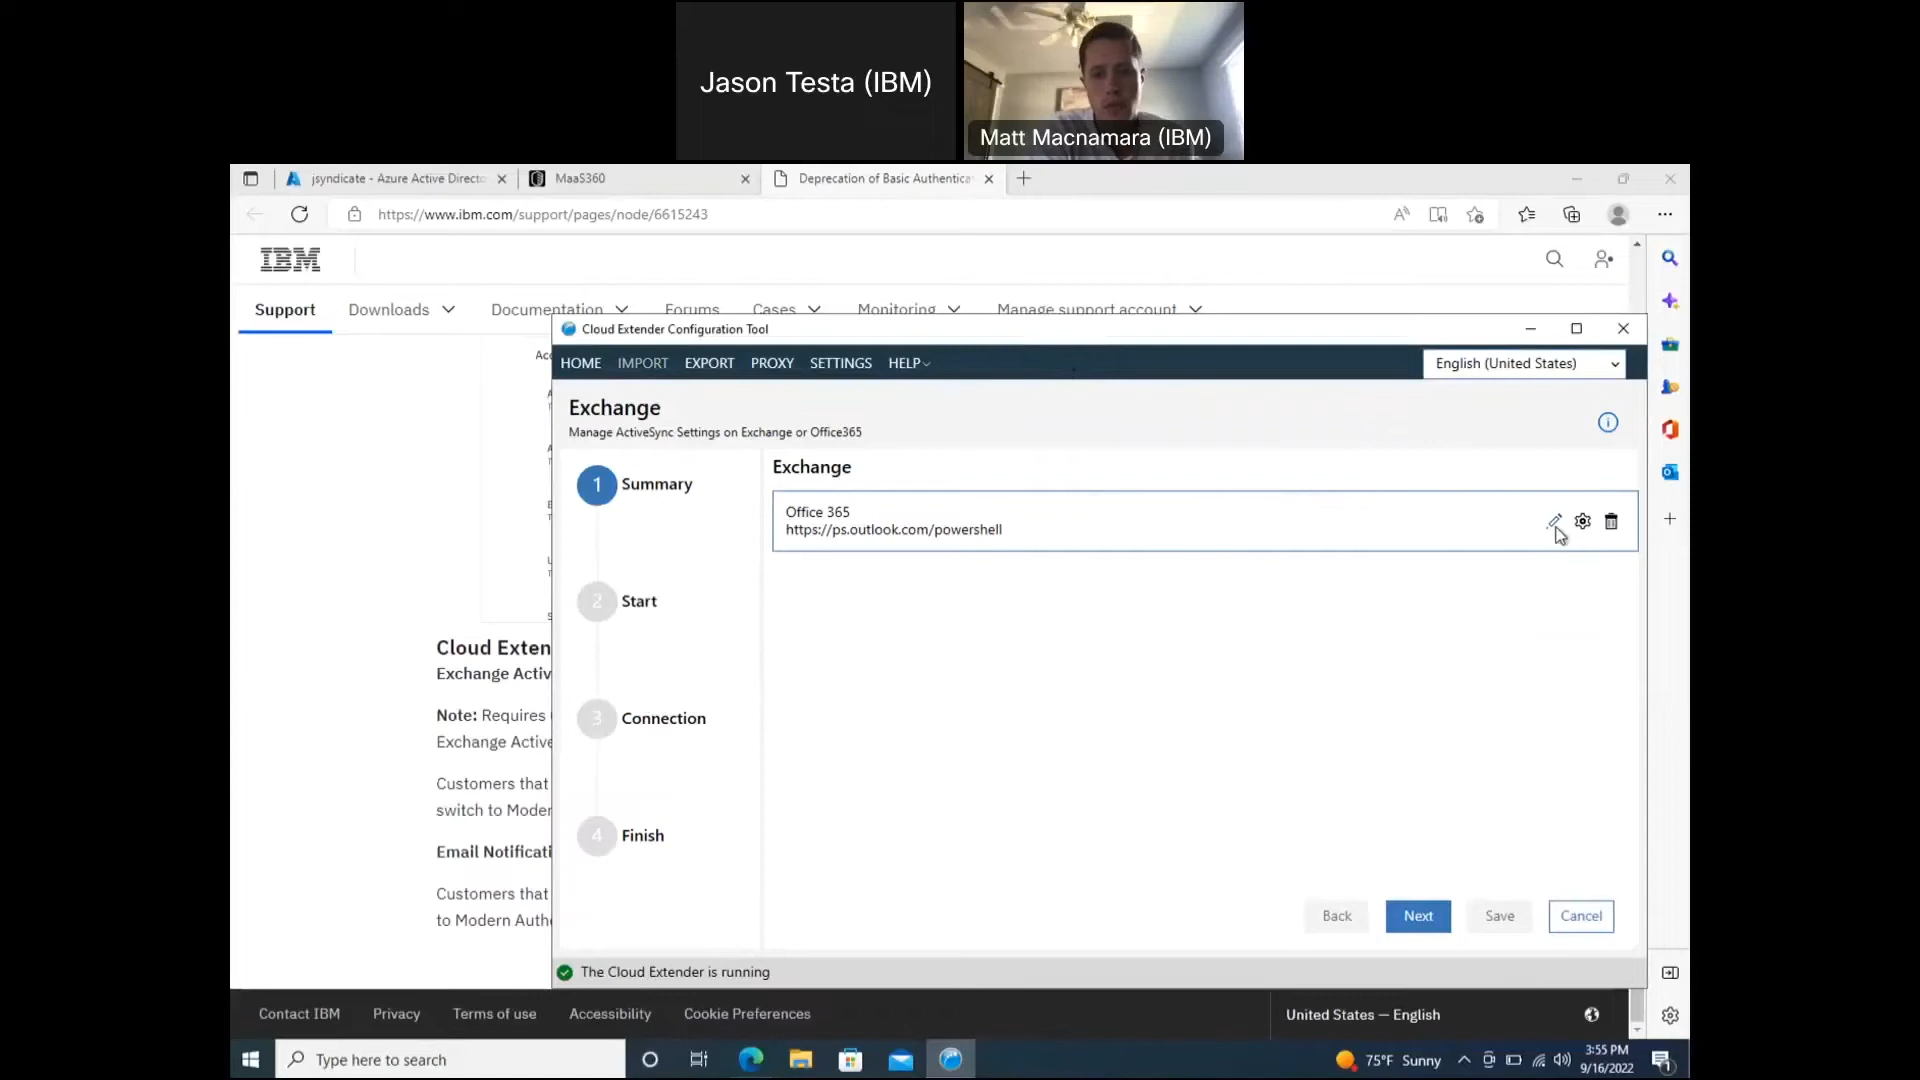 Jason Testa (IBM)
Matt Macnamara (IBM)
jsyndicate - Azure Active Directo
MaaS360
Deprecation of Basic Authentica
https://www.ibm.com/support/pages/node/6615243
IBM
Support
Downloads
Documentation
Forums
Cases
Monitoring
Manage support account
Cloud Extender Configuration Tool
HOME
IMPORT
EXPORT
PROXY
SETTINGS
HELP
English (United States)
Exchange
Manage ActiveSync Settings on Exchange or Office365
1 Summary
2 Start
3 Connection
4 Finish
Exchange
Office 365
https://ps.outlook.com/powershell
Back
Next
Save
Cancel
The Cloud Extender is running
Acc
Cloud Exten
Exchange Activ
Note: Requires
Exchange Active
Customers that
switch to Moder
Email Notificati
Customers that
to Modern Auth
Contact IBM
Privacy
Terms of use
Accessibility
Cookie Preferences
United States — English
Type here to search
75°F Sunny
3:55 PM
9/16/2022
1